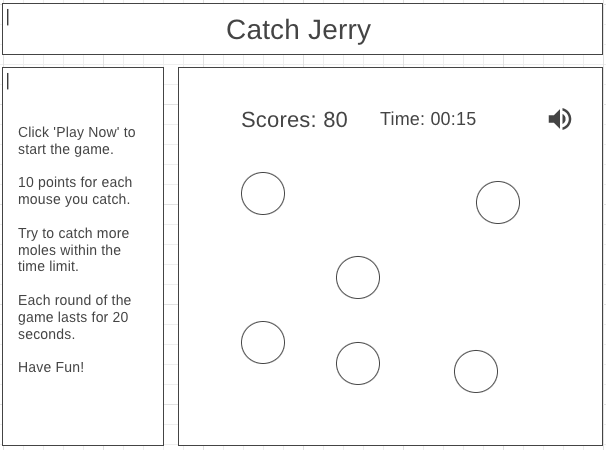 Catch Jerry
Click 'Play Now' to
start the game.
10 points for each
mouse you catch.
Try to catch more
moles within the
time limit.
Each round of the
game lasts for 20
seconds.
Have Fun!
Scores: 80
Time: 00:15